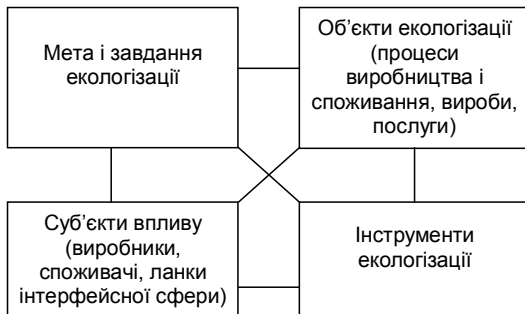 Мета і завдання
екологізації
Об’єкти екологізації
(процеси
виробництва і
споживання, вироби,
послуги)
Суб’єкти впливу
(виробники,
споживачі, ланки
інтерфейсної сфери)
Інструменти
екологізації